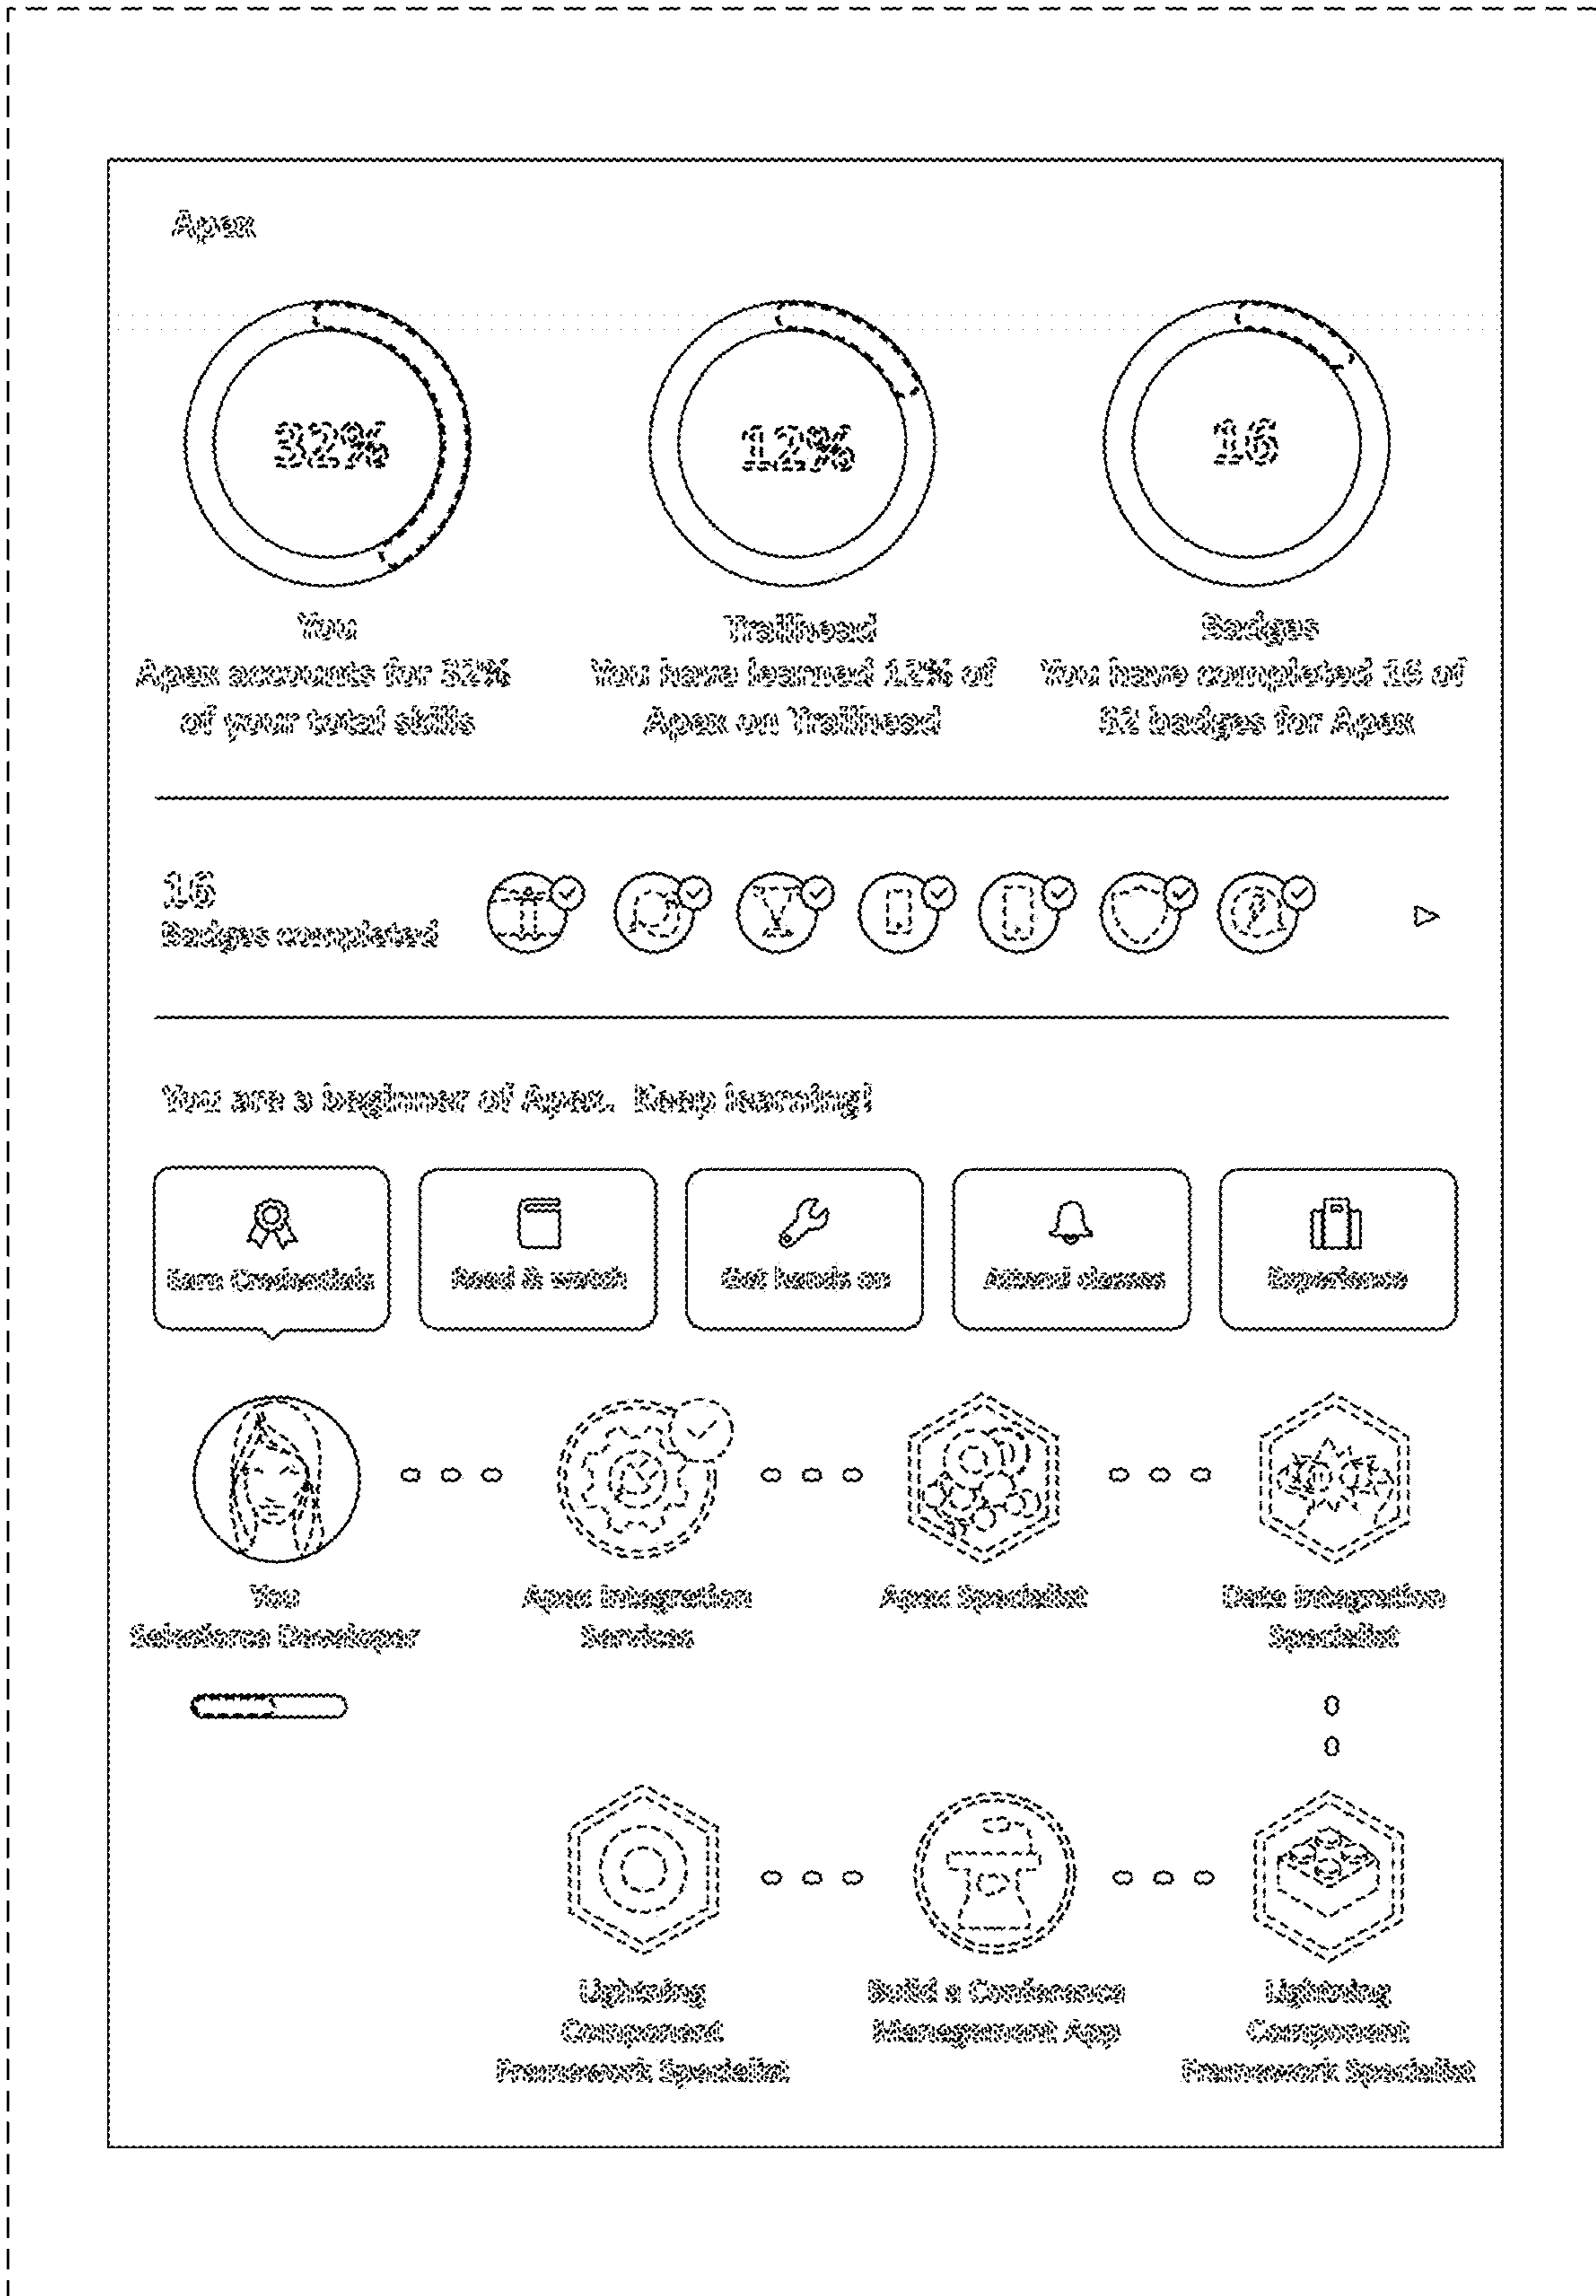 Apex
32%
12%
16
You
Apex accounts for 32%
of your total skills
Trailhead
You have learned 12% of
Apex on Trailhead
Badges
You have completed 16 of
52 badges for Apex
16
Badges completed
You are a beginner of Apex. Keep learning!
Earn Credentials
Read & watch
Get hands on
Attend classes
Experience
You
Salesforce Developer
Apex Integration
Services
Apex Specialist
Data Integration
Specialist
Lightning
Component
Framework Specialist
Build a Conference
Management App
Lightning
Component
Framework Specialist